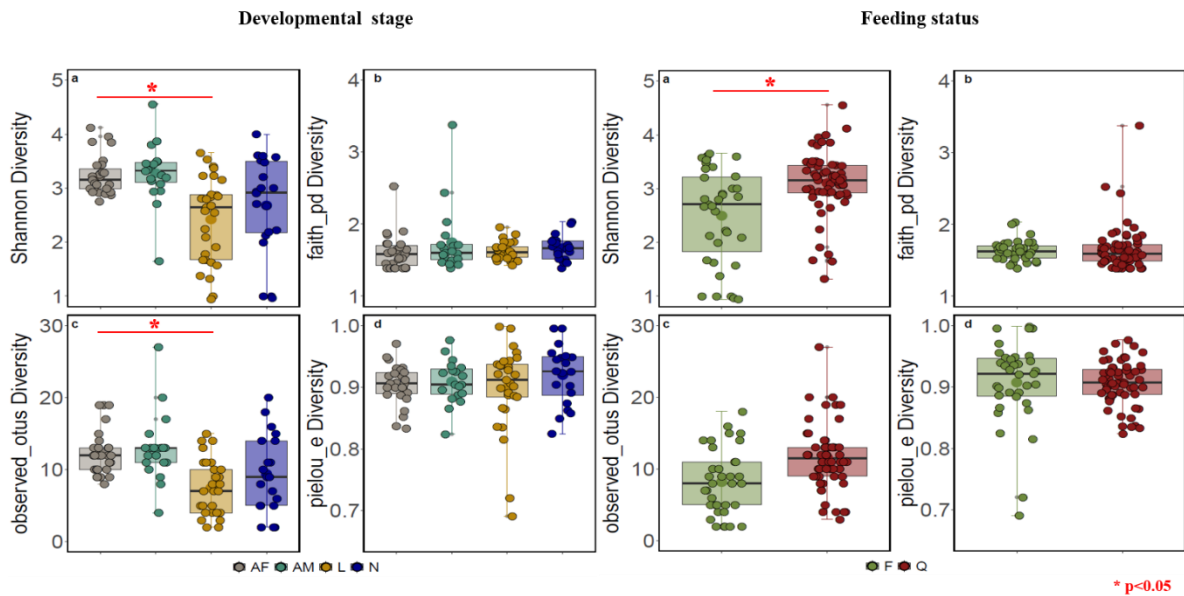 Developmental stage
Feeding status
a
*
Shannon Diversity
5
4
3
2
1
b
faith_pd Diversity
4
3
2
1
a
*
Shannon Diversity
5
4
3
2
1
b
faith_pd Diversity
4
3
2
1
c
*
observed_otus Diversity
30
20
10
0
d
pielou_e Diversity
1.0
0.9
0.8
0.7
c
observed_otus Diversity
30
20
10
0
d
pielou_e Diversity
1.0
0.9
0.8
0.7
AF AM L N
F Q
* p<0.05